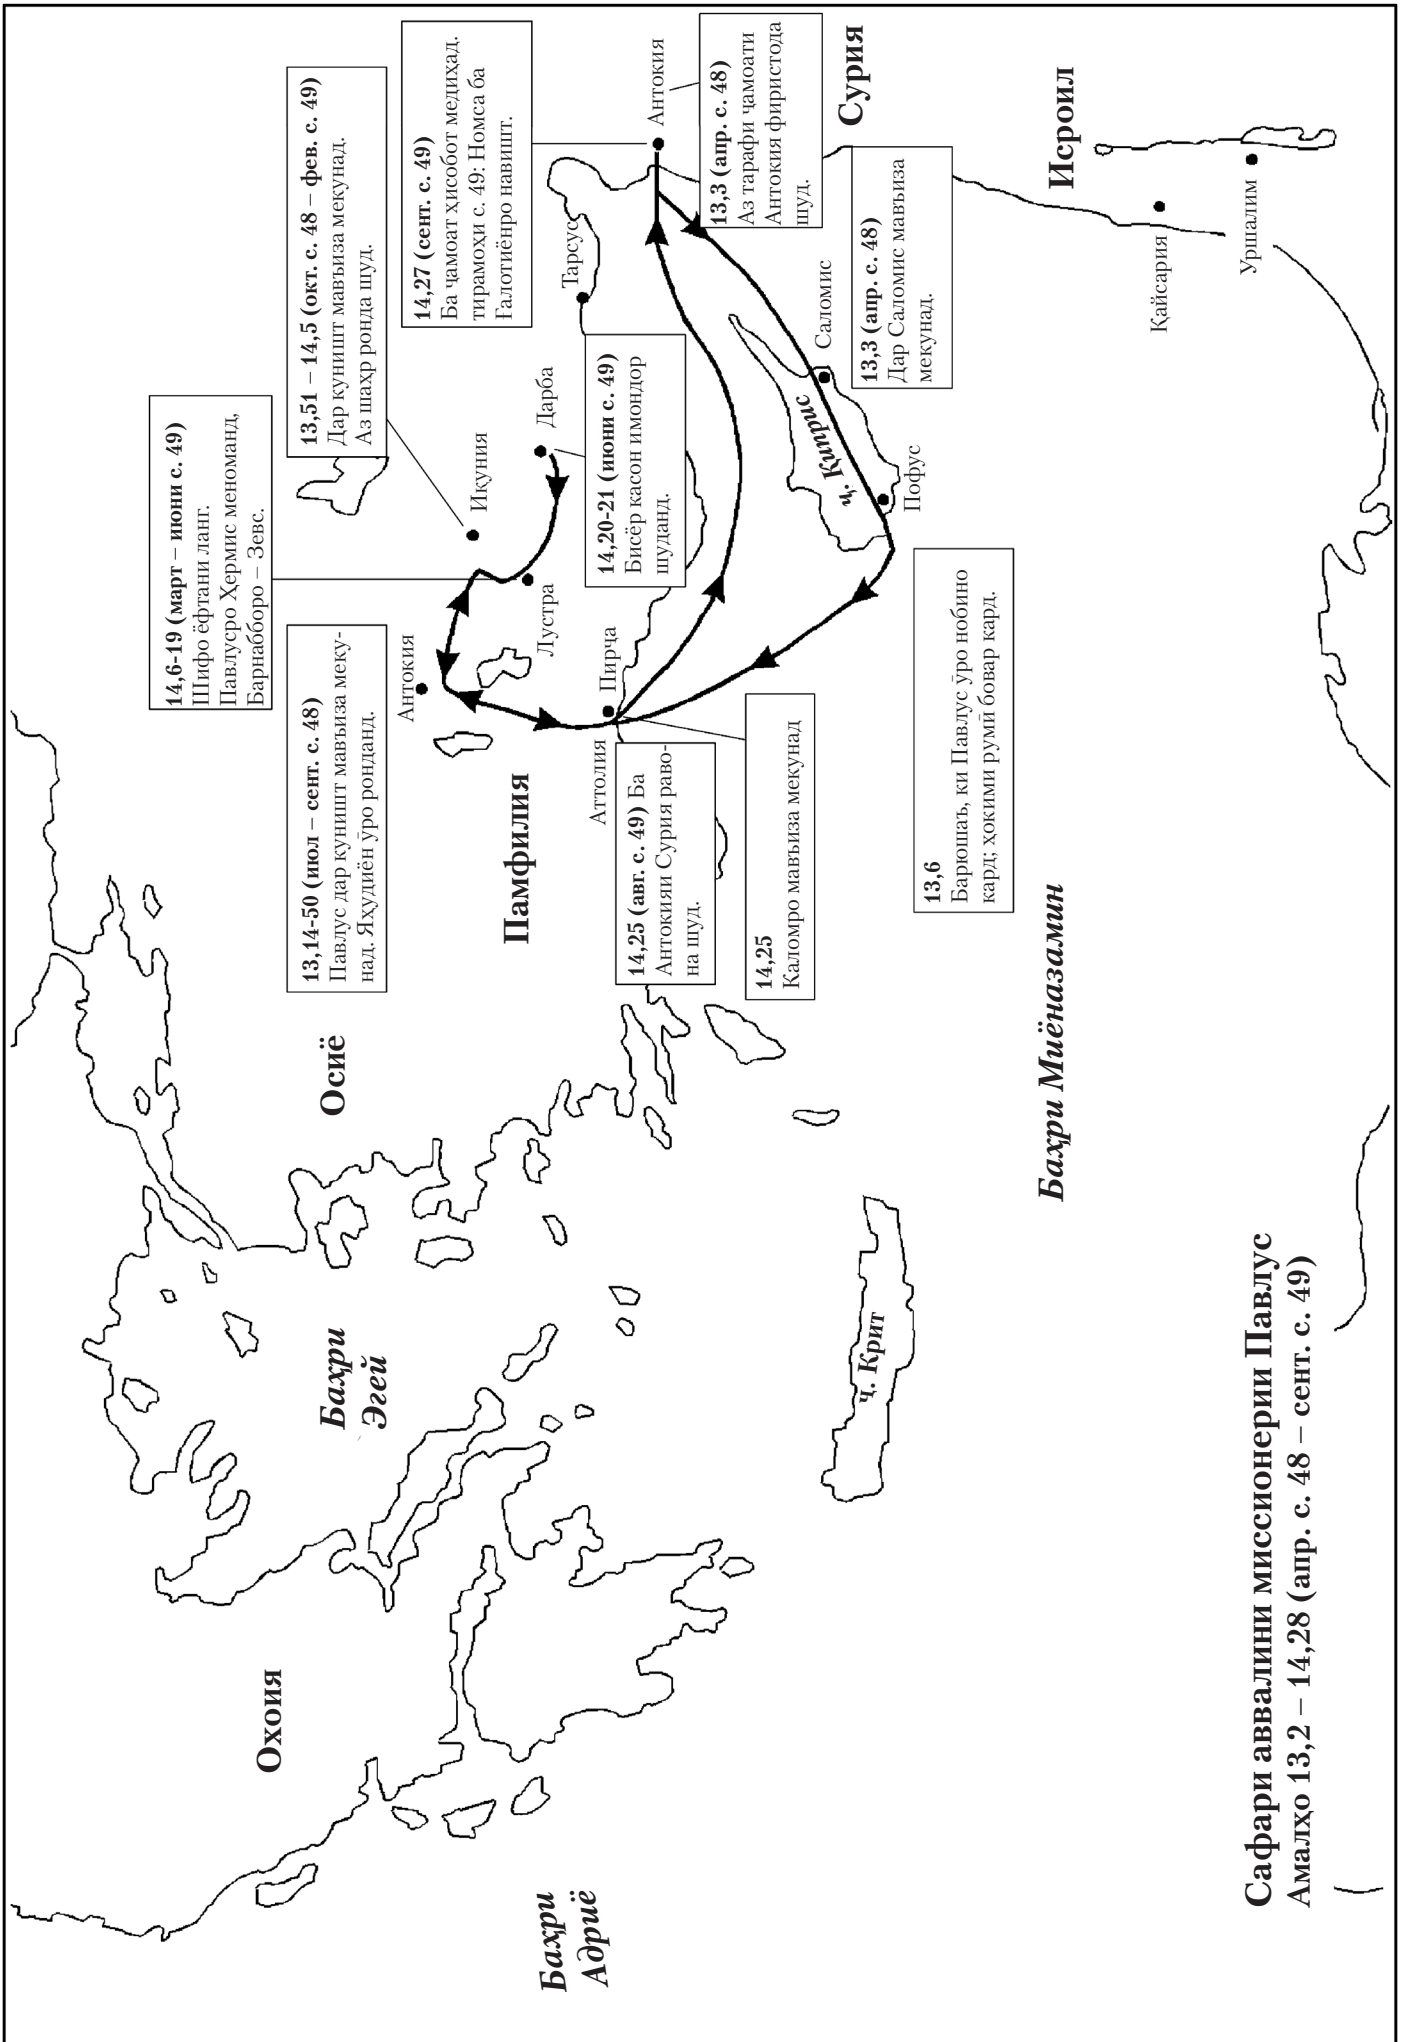 14,6-19 (март – июни с. 49)
Шифо ёфтани ланг.
Павлусро Ҳермис меноманд,
Барнабборо – Зевс.
13,51 – 14,5 (окт. с. 48 – фев. с. 49)
Дар куништ мавъиза мекунад.
Аз шаҳр ронда шуд.
14,27 (сент. с. 49)
Ба ҷамоат ҳисобот медиҳад.
тирамоҳи с. 49: Номса ба
Галотиёнро навишт.
13,14-50 (июл – сент. с. 48)
Павлус дар куништ мавъиза меку-
над. Яҳудиён ӯро ронданд.
Антокия
Икуния
Лустра
Дарба
Тарсус
Антокия
14,20-21 (июни с. 49)
Бисёр касон имондор
шуданд.
13,3 (апр. с. 48)
Аз тарафи ҷамоати
Антокия фиристода
шуд.
Сурия
Охоия
Баҳри
Эгей
Осиё
Памфилия
Аттолия
Пирҷа
14,25 (авг. с. 49) Ба
Антокияи Сурия раво-
на шуд.
14,25
Каломро мавъиза мекунад
ҷ. Қиприс
Саломис
Пофус
13,3 (апр. с. 48)
Дар Саломис мавъиза
мекунад.
13,6
Барюшаъ, ки Павлус ӯро нобино
кард; ҳокими румӣ бовар кард.
Баҳри
Адриё
ҷ. Крит
Баҳри Миёназамин
Исроил
Қайсария
Уршалим
Сафари аввалини миссионерии Павлус
Амалҳо 13,2 – 14,28 (апр. с. 48 – сент. с. 49)